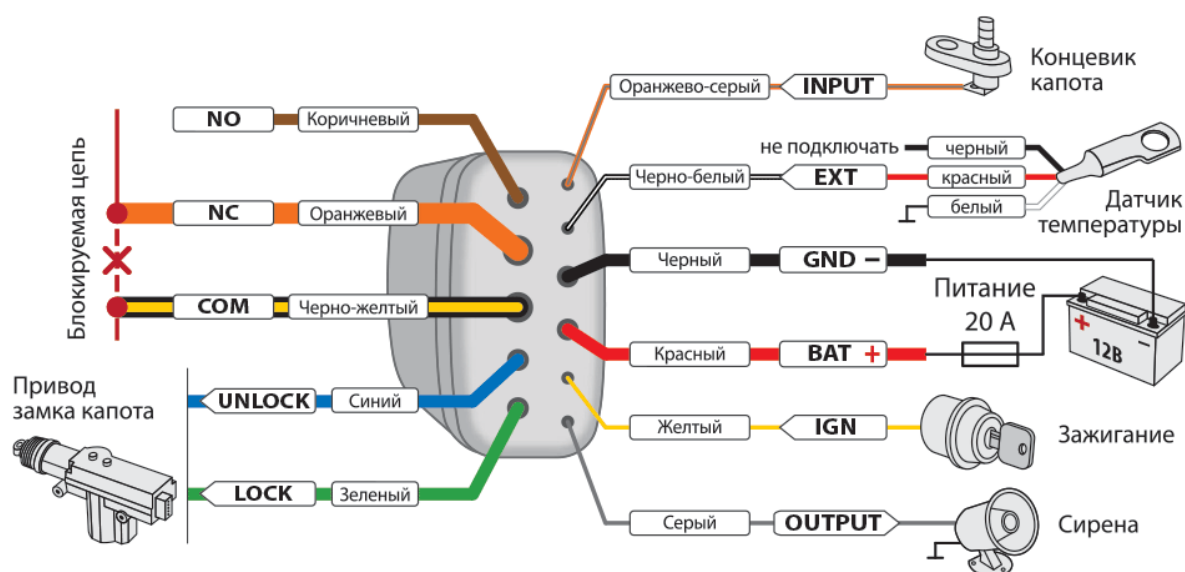 Блокируемая цепь
NO Коричневый
NC Оранжевый
COM Черно-желтый
Привод
замка капота
UNLOCK Синий
LOCK Зеленый
Оранжево-серый INPUT
Концевик
капота
Черно-белый EXT
не подключать черный
красный
белый
Датчик
температуры
Черный GND –
Питание
20 А
Красный BAT +
+ –
12В
Желтый IGN
Зажигание
Серый OUTPUT
Сирена